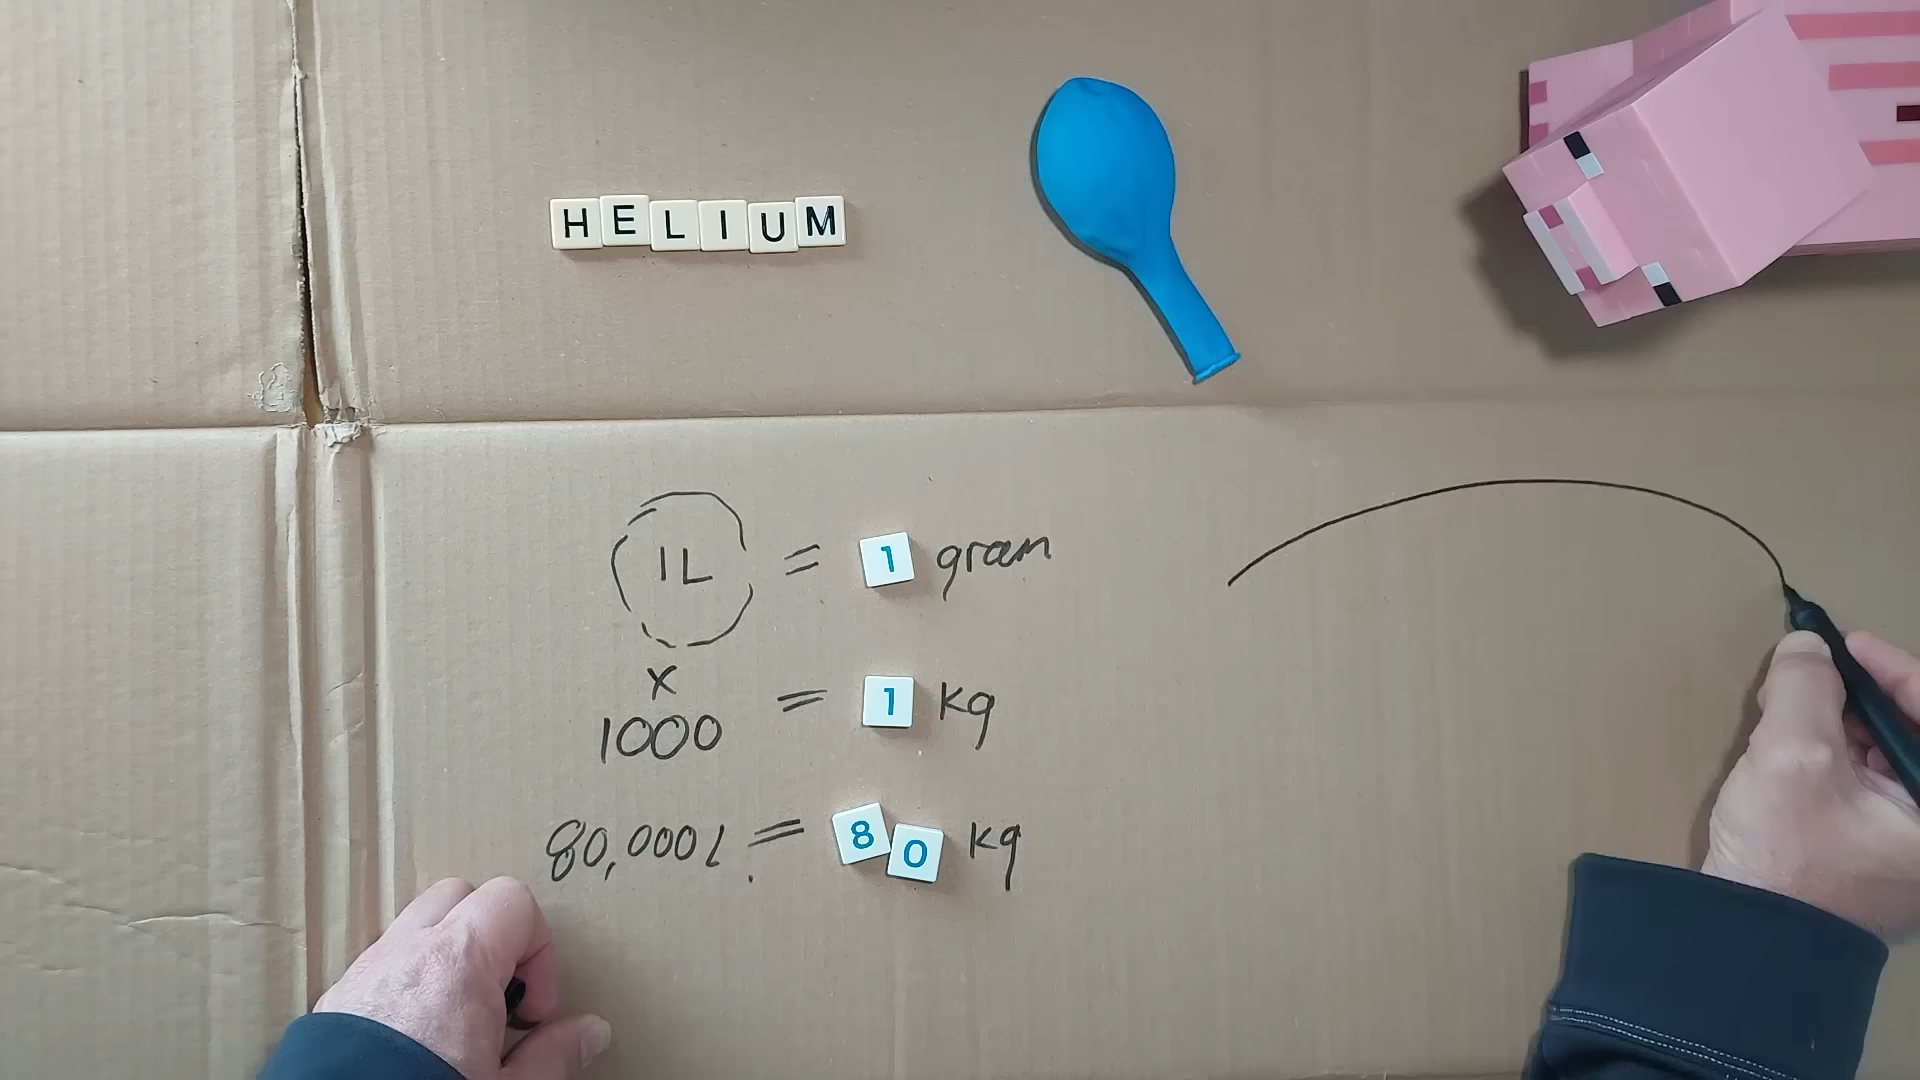 HELIUM
1L = 1 gram
x
1000 = 1 kg
80,000L = 80 kg